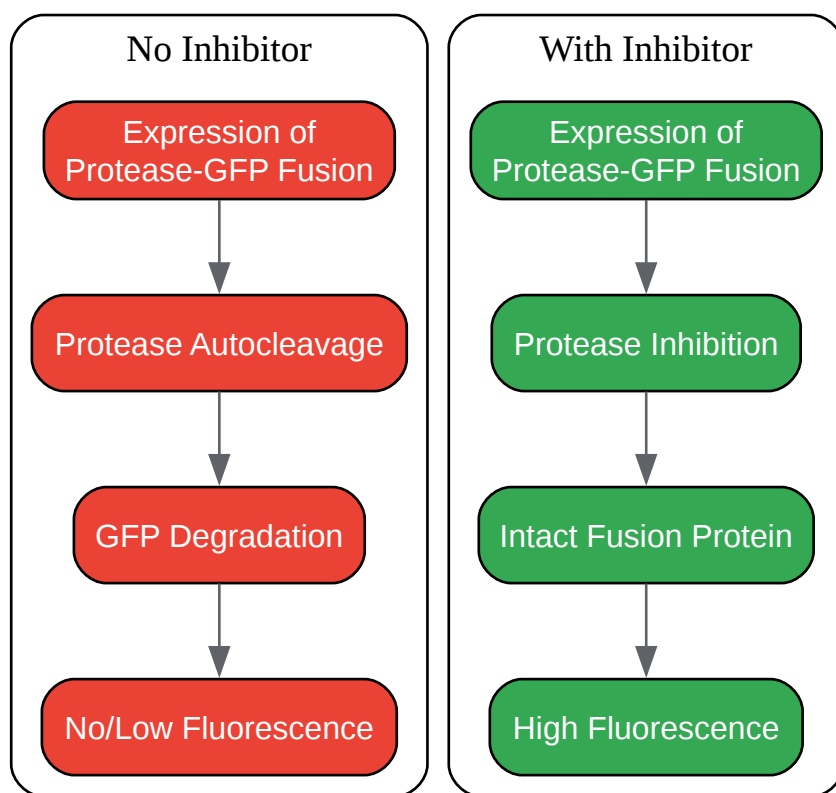 No Inhibitor
Expression of
Protease-GFP Fusion
Protease Autocleavage
GFP Degradation
No/Low Fluorescence
With Inhibitor
Expression of
Protease-GFP Fusion
Protease Inhibition
Intact Fusion Protein
High Fluorescence